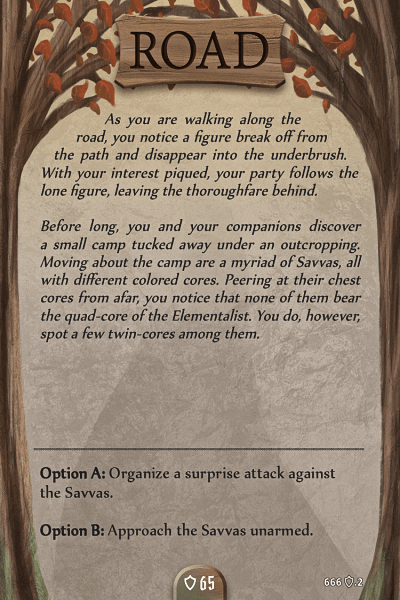 ROAD
As you are walking along the
road, you notice a figure break off from
the path and disappear into the underbrush.
With your interest piqued, your party follows the
lone figure, leaving the thoroughfare behind.
Before long, you and your companions discover
a small camp tucked away under an outcropping.
Moving about the camp are a myriad of Savvas, all
with different colored cores. Peering at their chest
cores from afar, you notice that none of them bear
the quad-core of the Elementalist. You do, however,
spot a few twin-cores among them.
Option A: Organize a surprise attack against
the Savvas.
Option B: Approach the Savvas unarmed.
65
666 .2